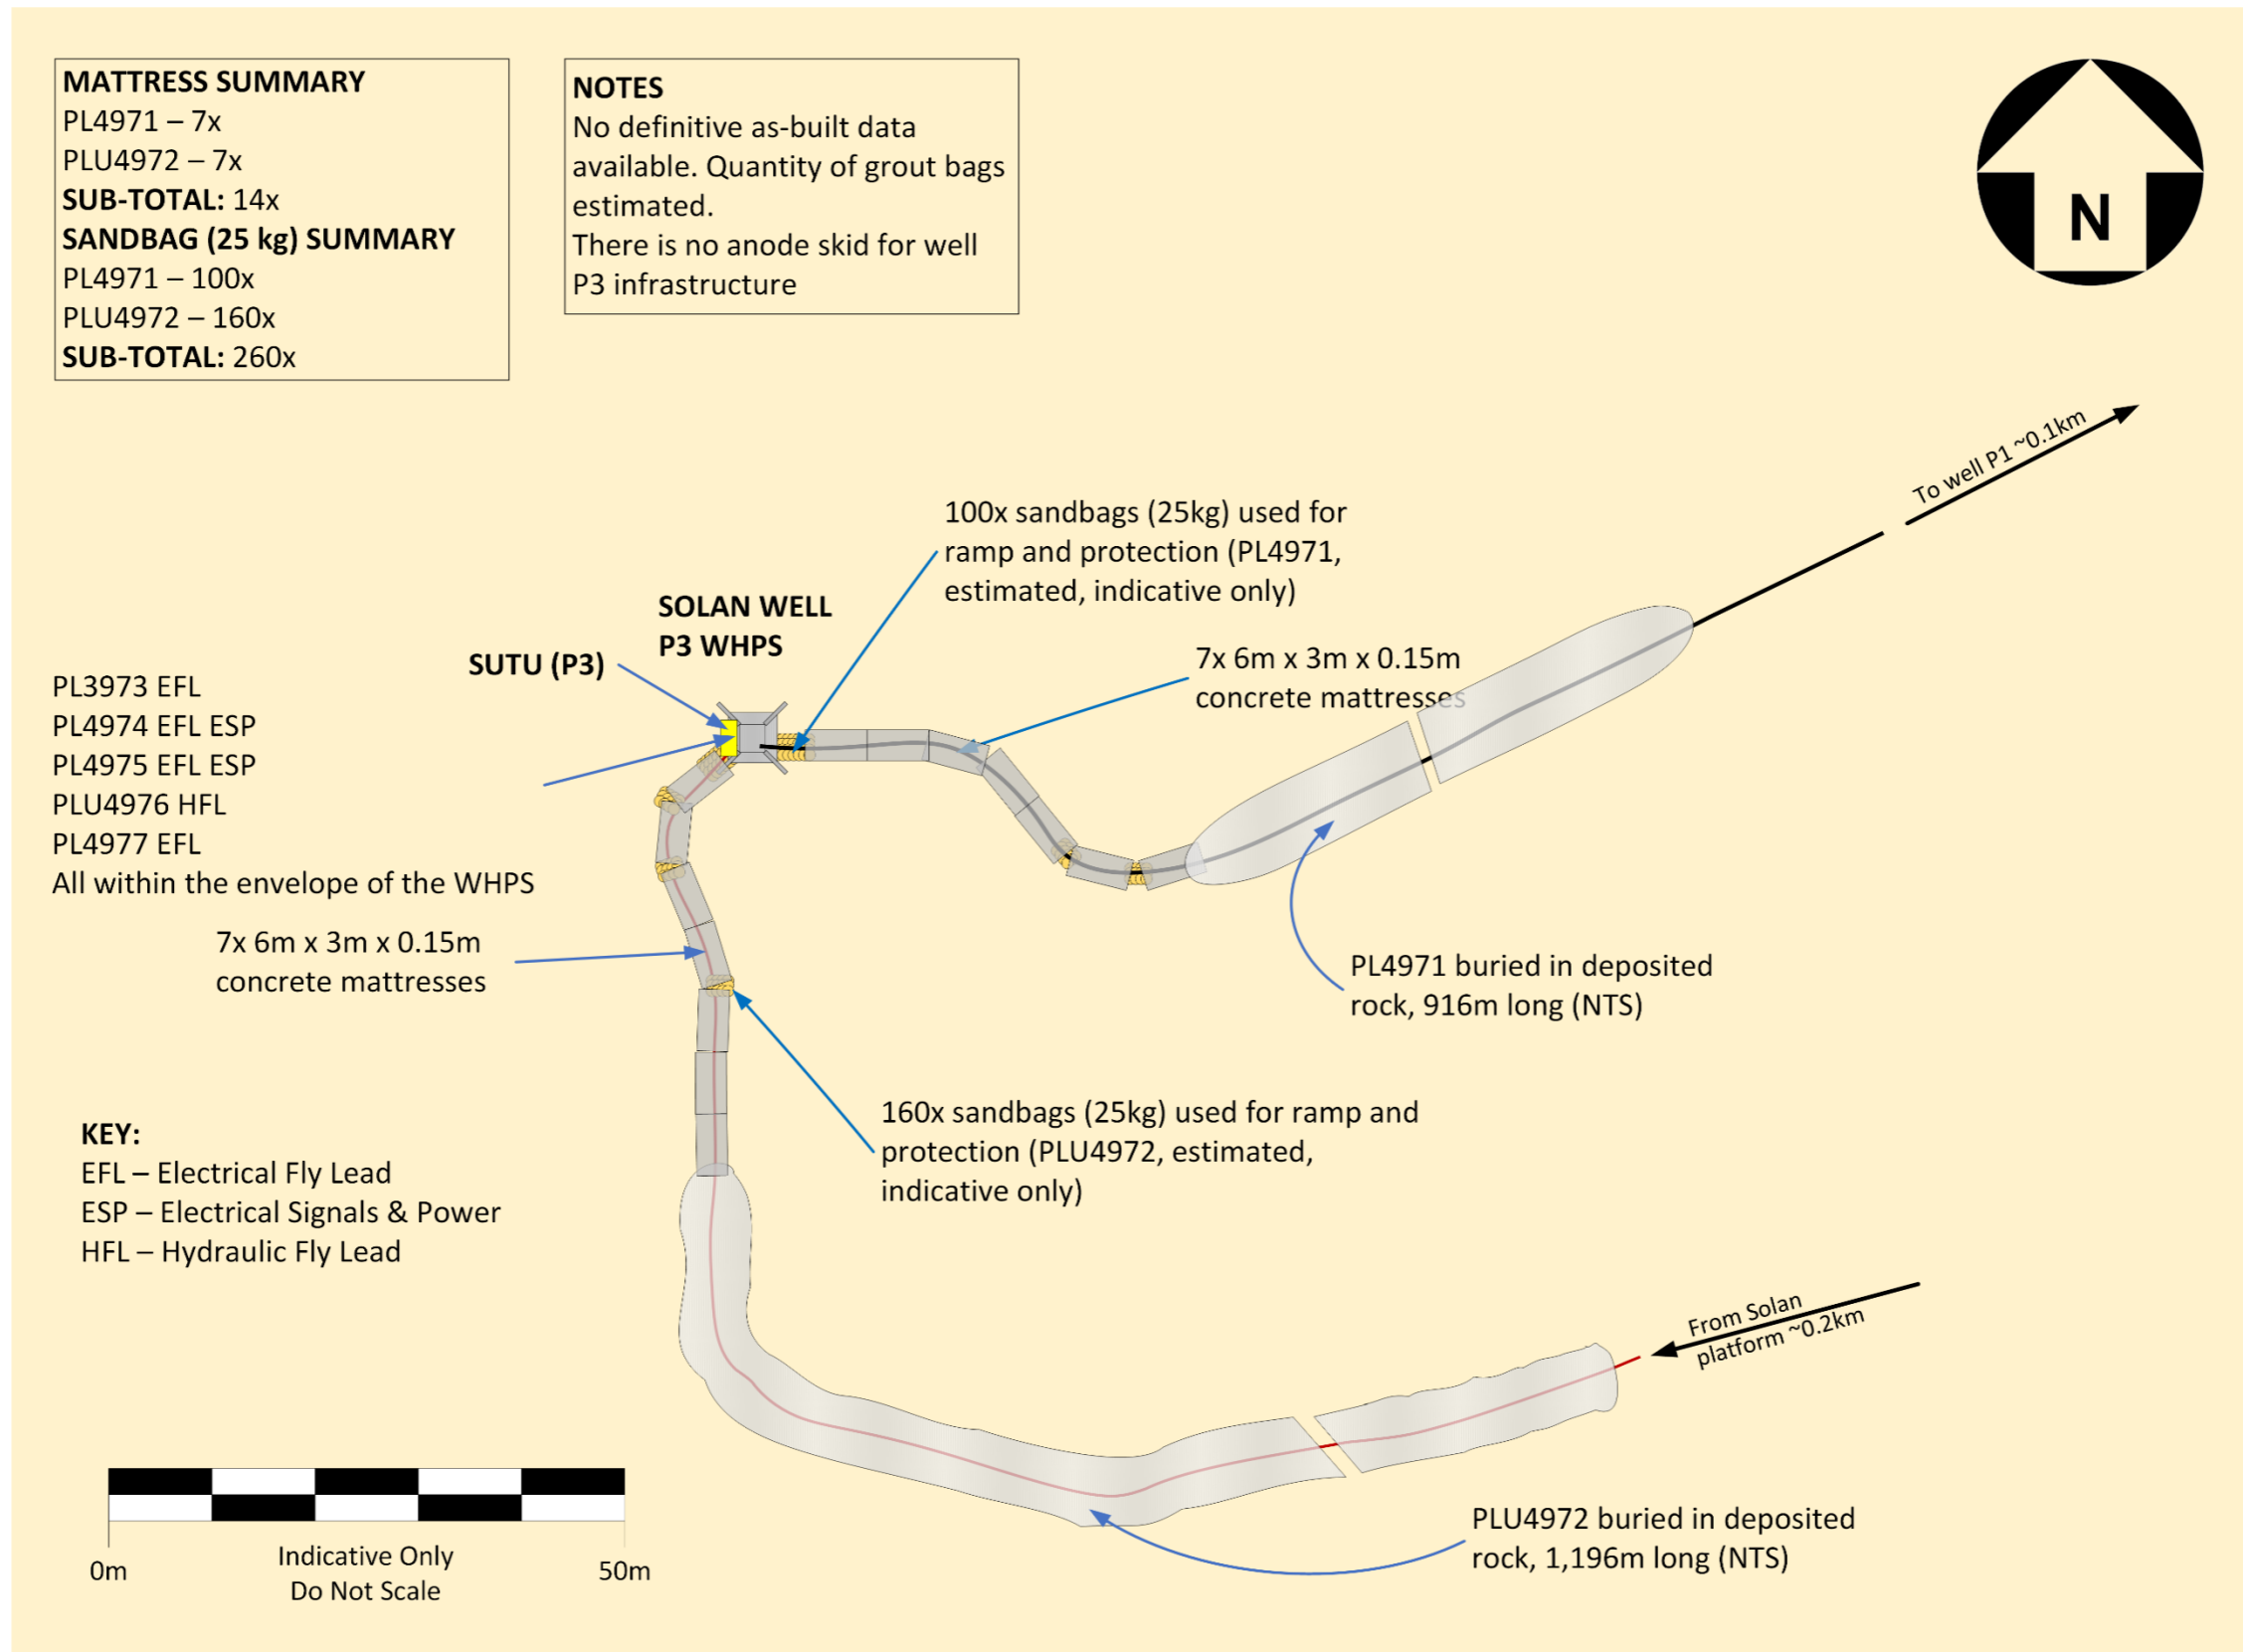 MATTRESS SUMMARY
PL4971 – 7x
PLU4972 – 7x
SUB-TOTAL: 14x
SANDBAG (25 kg) SUMMARY
PL4971 – 100x
PLU4972 – 160x
SUB-TOTAL: 260x
NOTES
No definitive as-built data
available. Quantity of grout bags
estimated.
There is no anode skid for well
P3 infrastructure
N
To well P1 ~0.1km
100x sandbags (25kg) used for
ramp and protection (PL4971,
estimated, indicative only)
SOLAN WELL
P3 WHPS
SUTU (P3)
7x 6m x 3m x 0.15m
concrete mattresses
PL3973 EFL
PL4974 EFL ESP
PL4975 EFL ESP
PLU4976 HFL
PL4977 EFL
All within the envelope of the WHPS
7x 6m x 3m x 0.15m
concrete mattresses
PL4971 buried in deposited
rock, 916m long (NTS)
160x sandbags (25kg) used for ramp and
protection (PLU4972, estimated,
indicative only)
KEY:
EFL – Electrical Fly Lead
ESP – Electrical Signals & Power
HFL – Hydraulic Fly Lead
From Solan
platform ~0.2km
PLU4972 buried in deposited
rock, 1,196m long (NTS)
0m
Indicative Only
Do Not Scale
50m